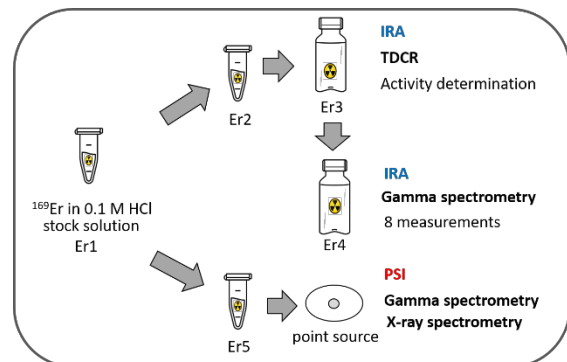 IRA
TDCR
Activity determination
Er2
Er3
¹⁶⁹Er in 0.1 M HCl
stock solution
Er1
IRA
Gamma spectrometry
8 measurements
Er4
PSI
Gamma spectrometry
X-ray spectrometry
Er5
point source